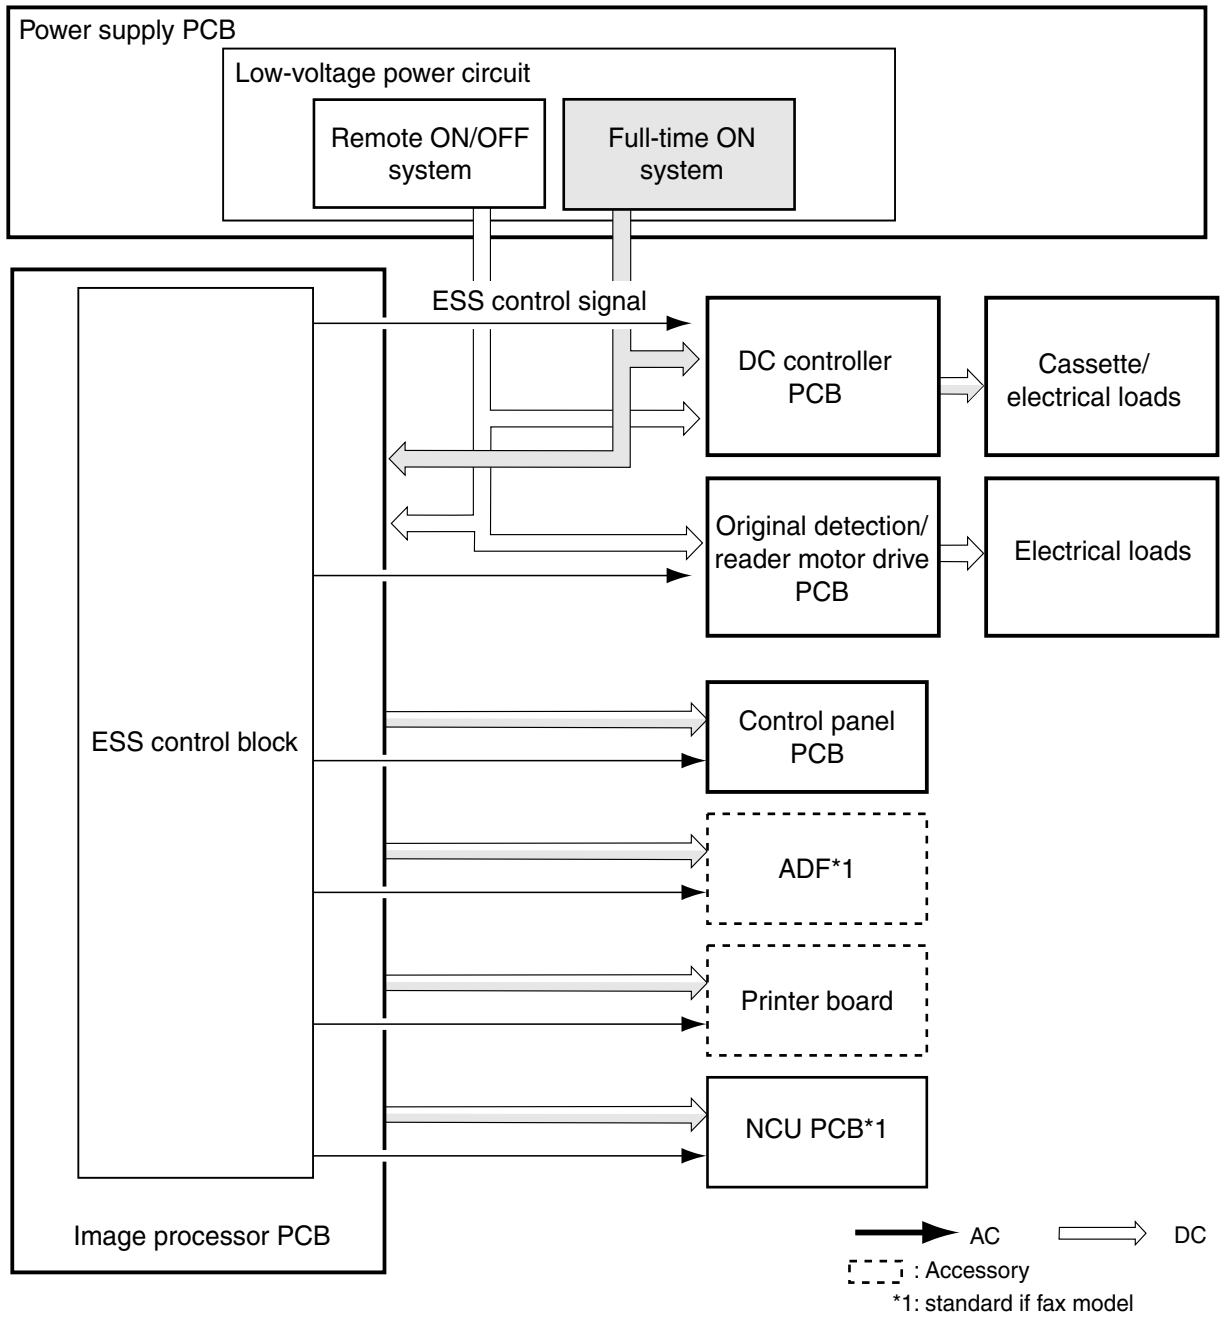 Power supply PCB
Low-voltage power circuit
Remote ON/OFF
system
Full-time ON
system
ESS control signal
DC controller
PCB
Cassette/
electrical loads
Original detection/
reader motor drive
PCB
Electrical loads
ESS control block
Control panel
PCB
ADF*1
Printer board
NCU PCB*1
Image processor PCB
AC
DC
: Accessory
*1: standard if fax model